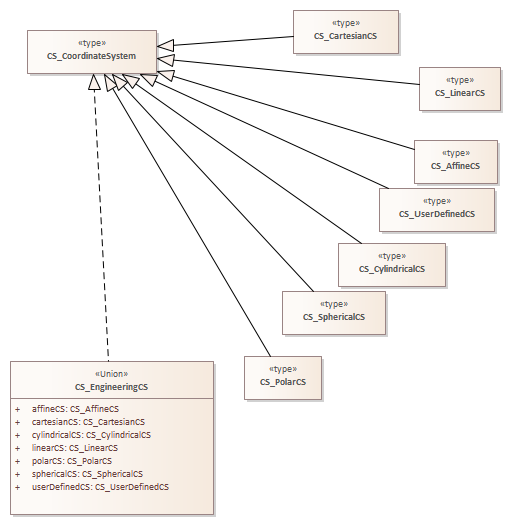 «type»
CS_CoordinateSystem
«type»
CS_CartesianCS
«type»
CS_LinearCS
«type»
CS_AffineCS
«type»
CS_UserDefinedCS
«type»
CS_CylindricalCS
«type»
CS_SphericalCS
«type»
CS_PolarCS
«Union»
CS_EngineeringCS
+ affineCS: CS_AffineCS
+ cartesianCS: CS_CartesianCS
+ cylindricalCS: CS_CylindricalCS
+ linearCS: CS_LinearCS
+ polarCS: CS_PolarCS
+ sphericalCS: CS_SphericalCS
+ userDefinedCS: CS_UserDefinedCS